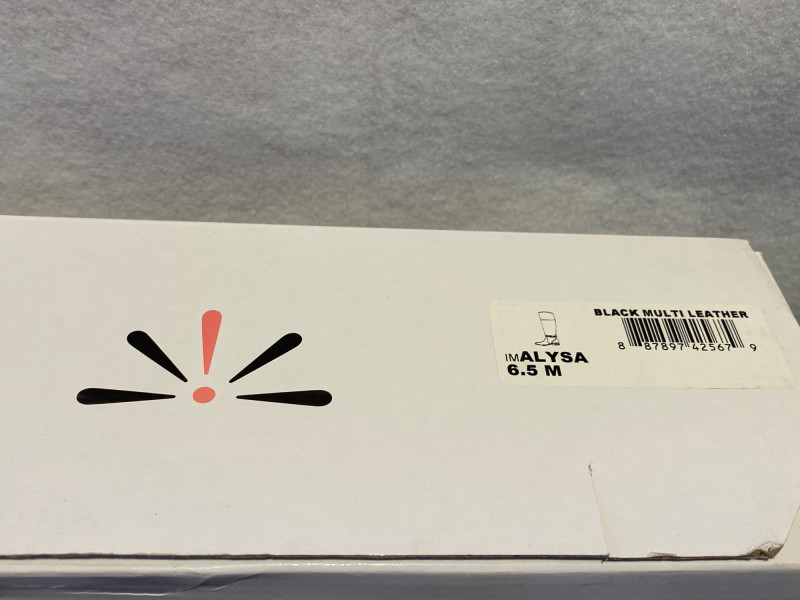 BLACK MULTI LEATHER
8 87897 42567 9
IMALYSA
6.5 M